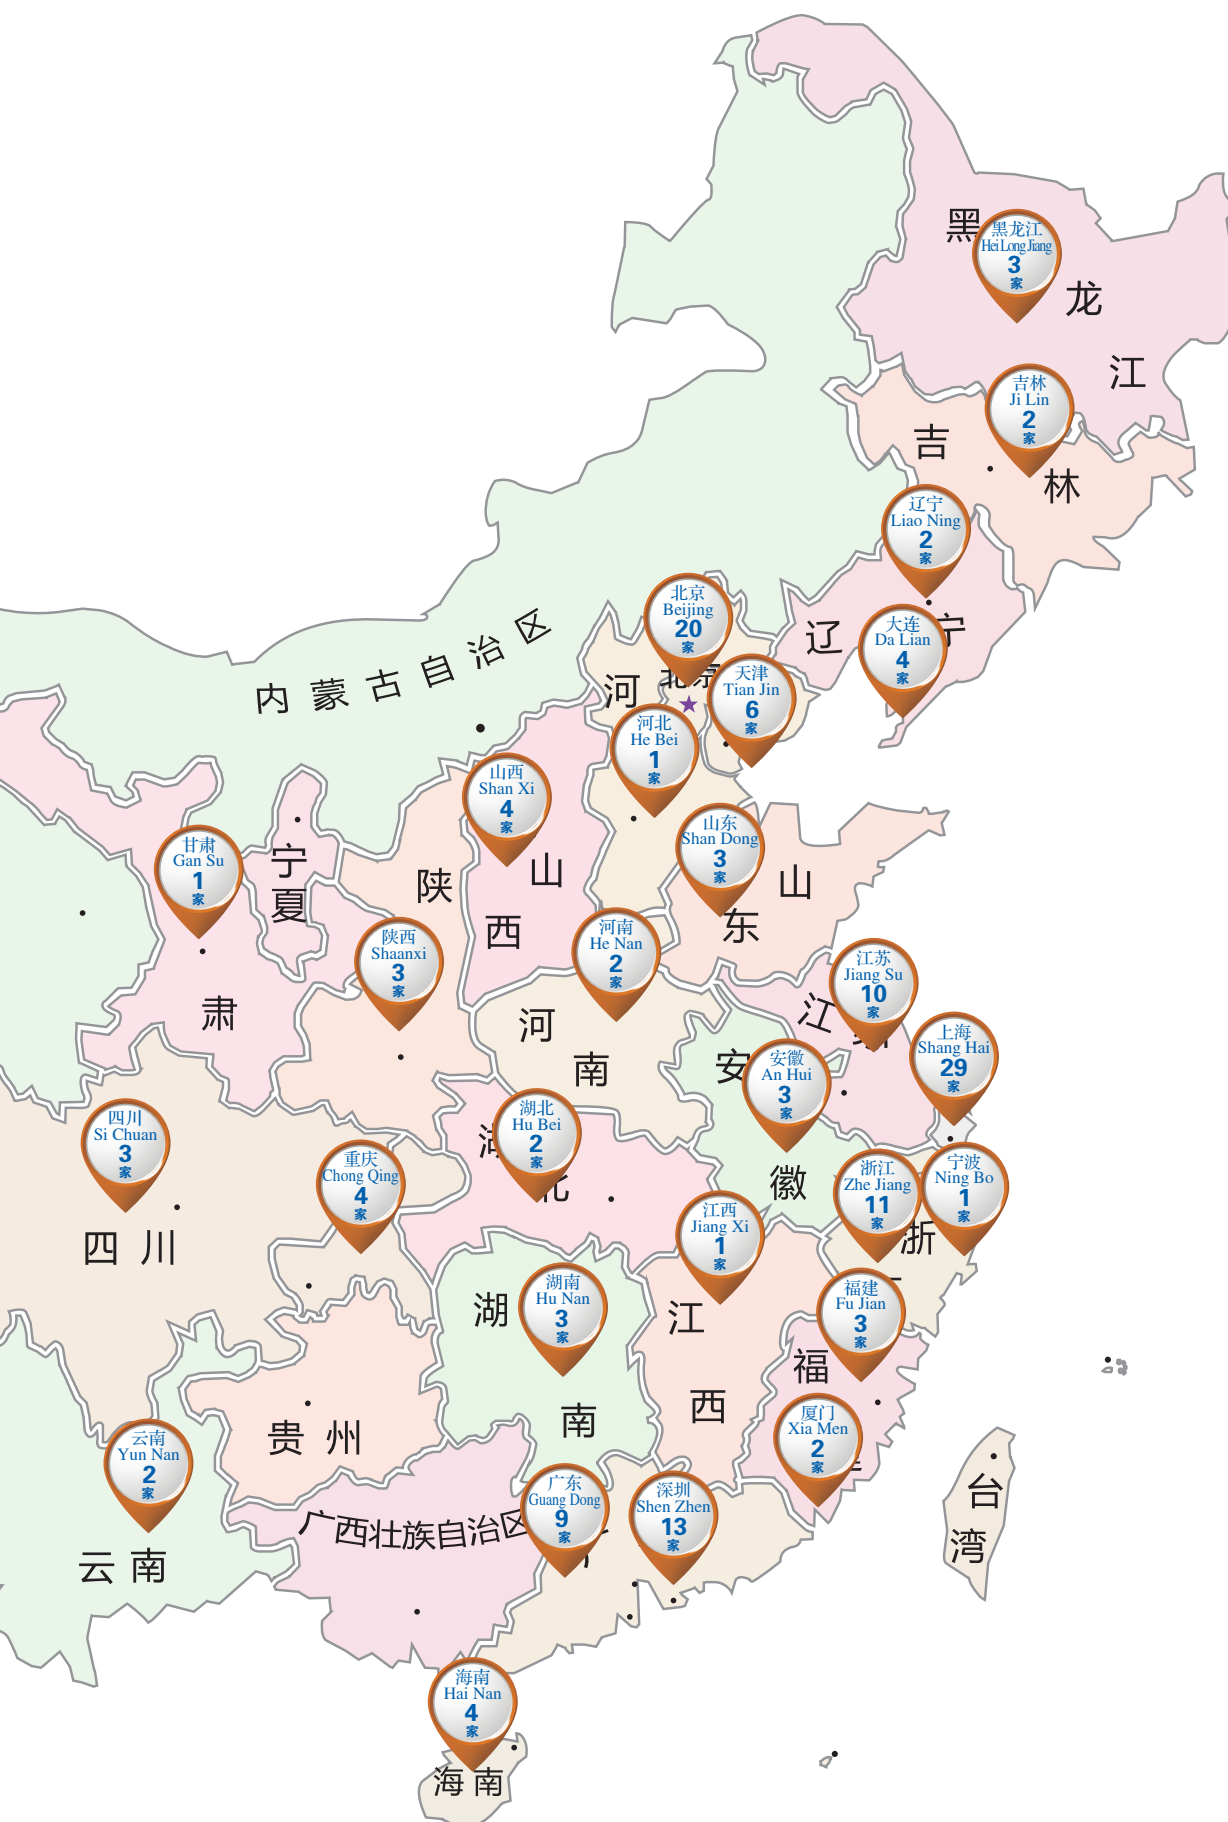 黑
黑龙江
Hei Long Jiang
3
家
龙
江
吉林
Ji Lin
2
家
吉
林
辽宁
Liao Ning
2
家
辽
宁
大连
Da Lian
4
家
北京
Beijing
20
家
北京
天津
Tian Jin
6
家
河
河北
He Bei
1
家
内蒙古自治区
山西
Shan Xi
4
家
山
西
甘肃
Gan Su
1
家
肃
宁
夏
陕
陕西
Shaanxi
3
家
山东
Shan Dong
3
家
山
东
河南
He Nan
2
家
河
南
江苏
Jiang Su
10
家
江
上海
Shang Hai
29
家
安
安徽
An Hui
3
家
徽
四川
Si Chuan
3
家
四川
重庆
Chong Qing
4
家
湖北
Hu Bei
2
家
浙江
Zhe Jiang
11
家
浙
宁波
Ning Bo
1
家
江西
Jiang Xi
1
家
江
西
湖
湖南
Hu Nan
3
家
南
福建
Fu Jian
3
家
福
厦门
Xia Men
2
家
贵州
云南
Yun Nan
2
家
云南
广西壮族自治区
广东
Guang Dong
9
家
深圳
Shen Zhen
13
家
台
湾
海南
Hai Nan
4
家
海南